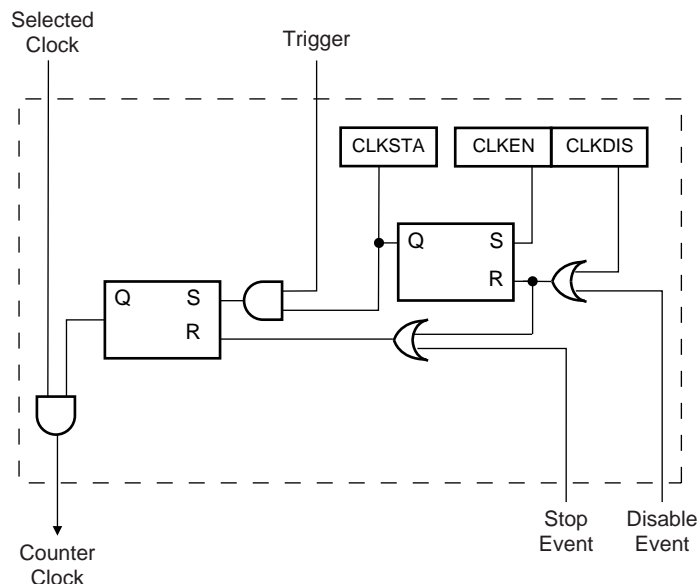 Selected
Clock
Trigger
CLKSTA
CLKEN
CLKDIS
Q
S
R
Q
S
R
Stop
Event
Disable
Event
Counter
Clock